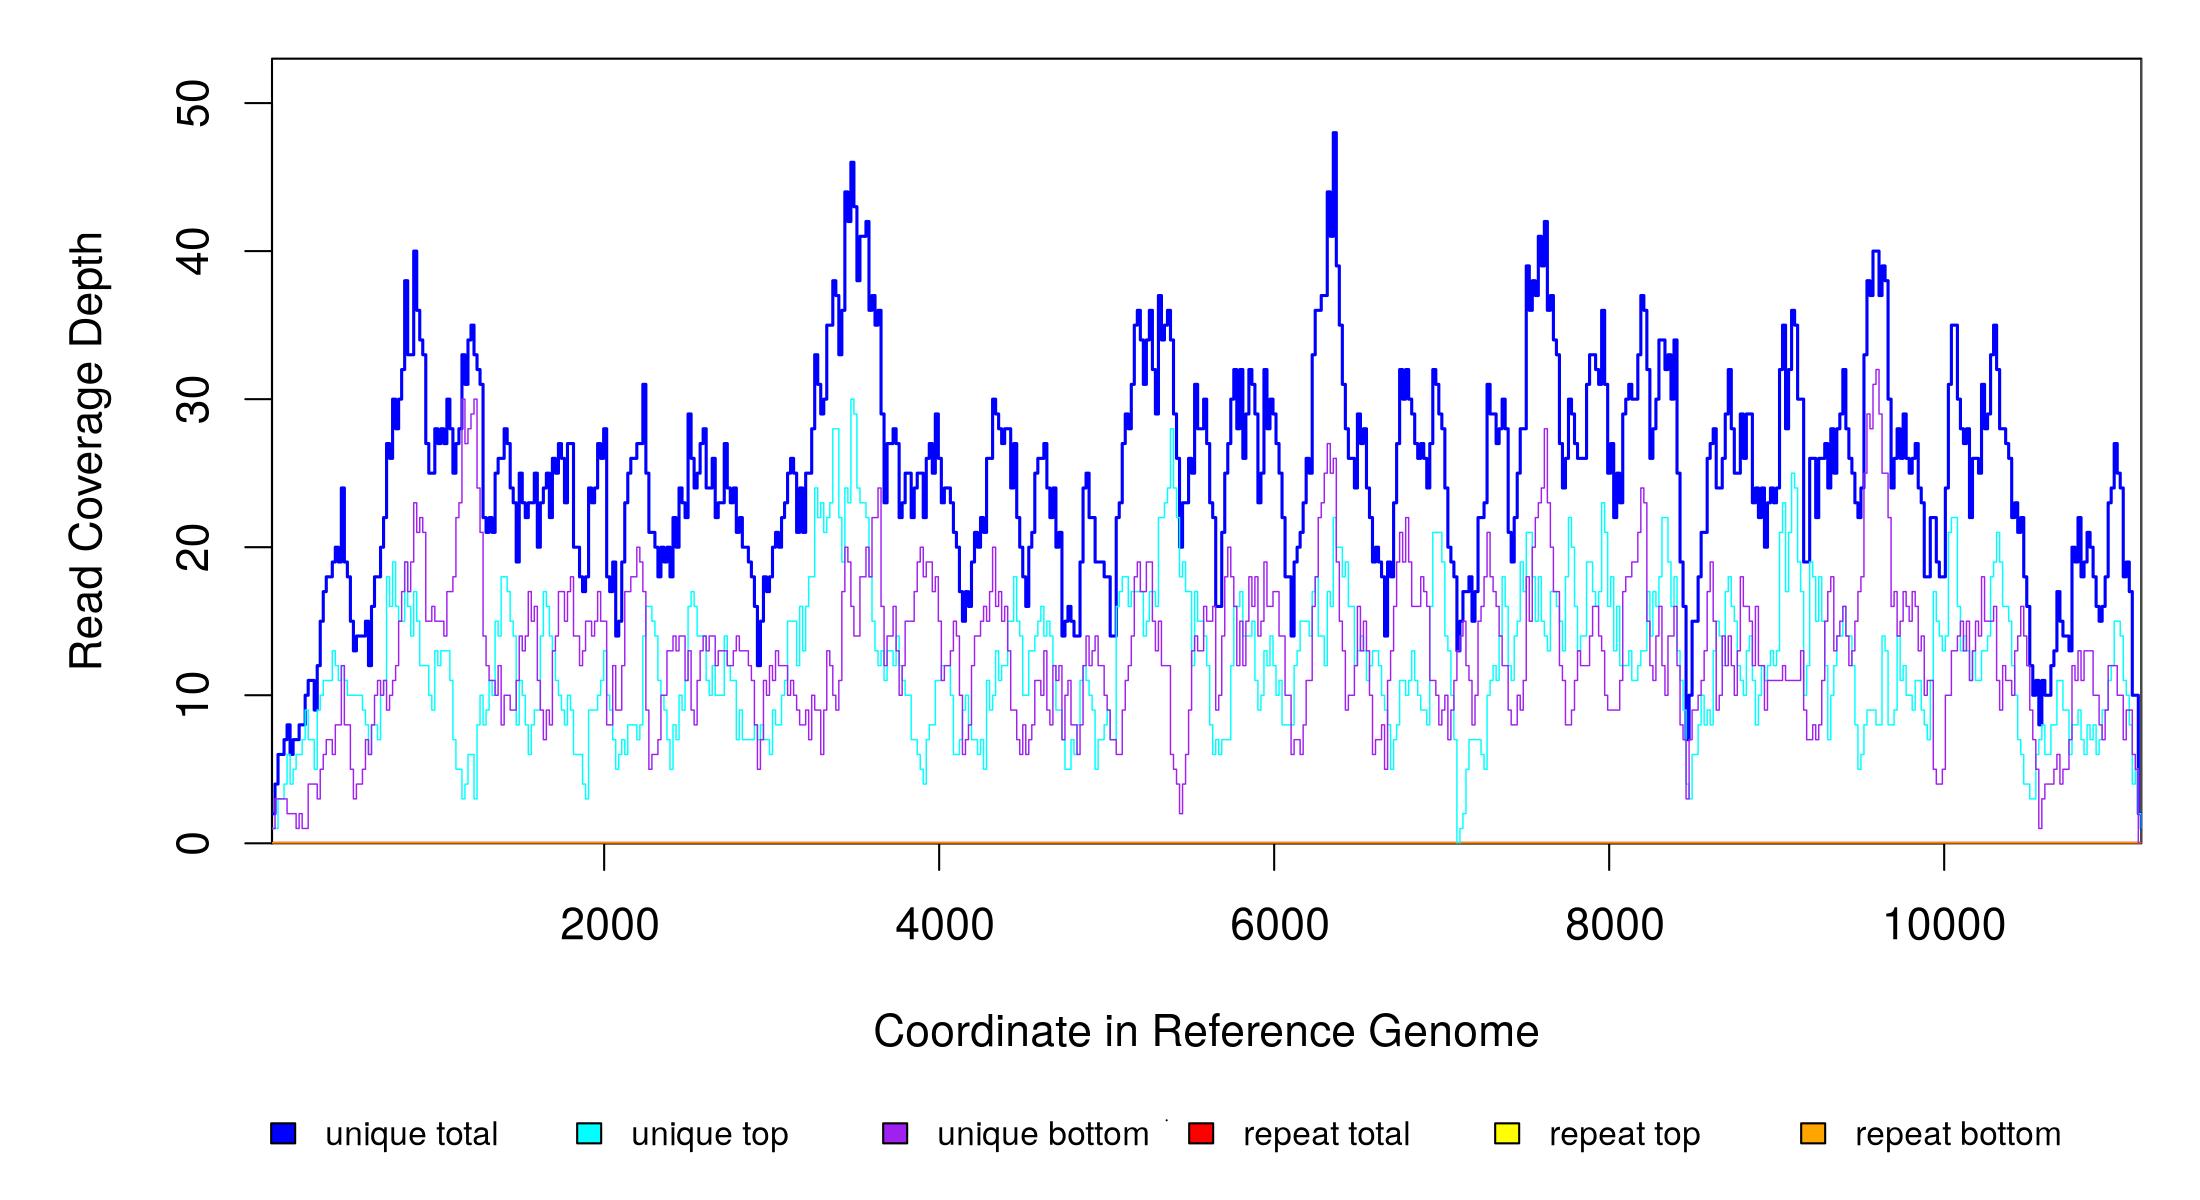 Read Coverage Depth
50
40
30
20
10
0
2000 4000 6000 8000 10000
Coordinate in Reference Genome
unique total unique top unique bottom repeat total repeat top repeat bottom